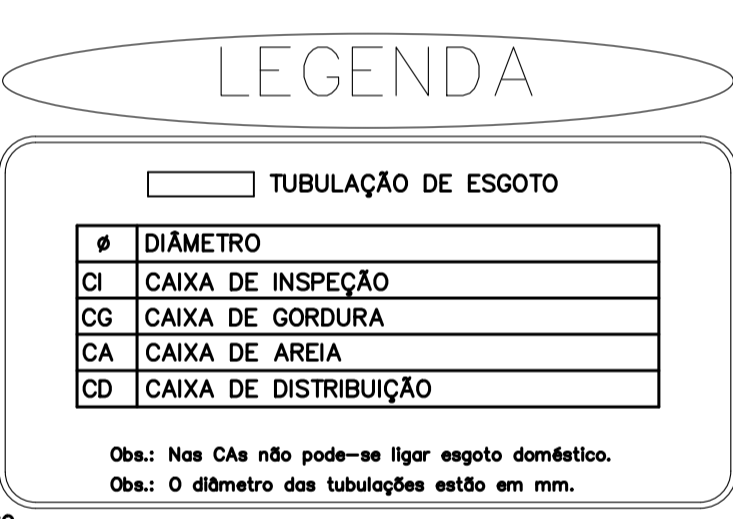 LEGENDA
TUBULAÇÃO DE ESGOTO
ø DIÂMETRO
CI CAIXA DE INSPEÇÃO
CG CAIXA DE GORDURA
CA CAIXA DE AREIA
CD CAIXA DE DISTRIBUIÇÃO
Obs.: Nas CAs não pode-se ligar esgoto doméstico.
Obs.: O diâmetro das tubulações estão em mm.